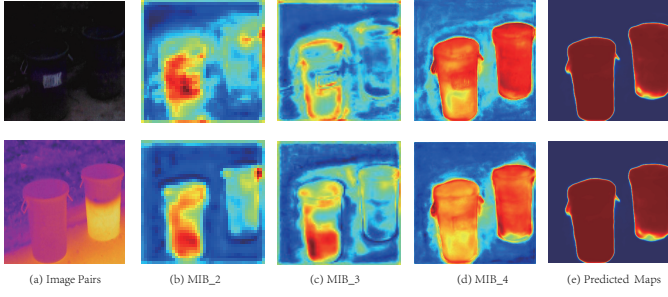 (a) Image Pairs
(b) MIB_2
(c) MIB_3
(d) MIB_4
(e) Predicted Maps